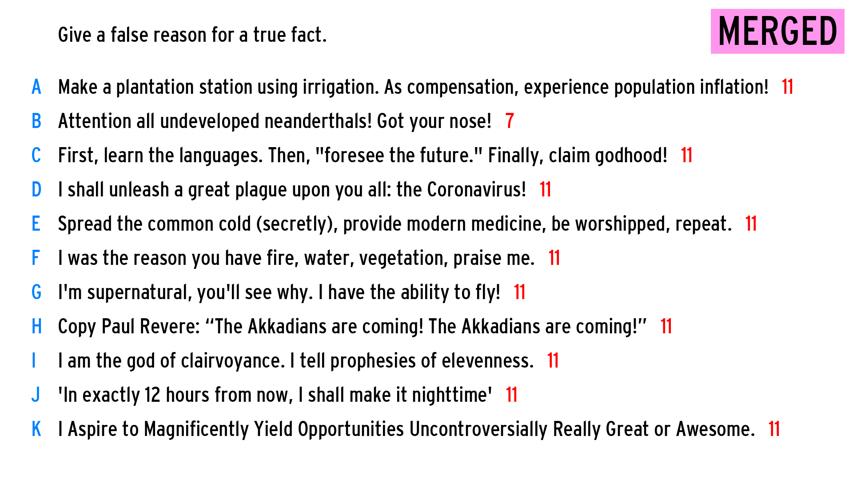 Give a false reason for a true fact.
MERGED
A Make a plantation station using irrigation. As compensation, experience population inflation! 11
B Attention all undeveloped neanderthals! Got your nose! 7
C First, learn the languages. Then, "foresee the future." Finally, claim godhood! 11
D I shall unleash a great plague upon you all: the Coronavirus! 11
E Spread the common cold (secretly), provide modern medicine, be worshipped, repeat. 11
F I was the reason you have fire, water, vegetation, praise me. 11
G I'm supernatural, you'll see why. I have the ability to fly! 11
H Copy Paul Revere: “The Akkadians are coming! The Akkadians are coming!” 11
I I am the god of clairvoyance. I tell prophesies of elevenness. 11
J 'In exactly 12 hours from now, I shall make it nighttime' 11
K I Aspire to Magnificently Yield Opportunities Uncontroversially Really Great or Awesome. 11